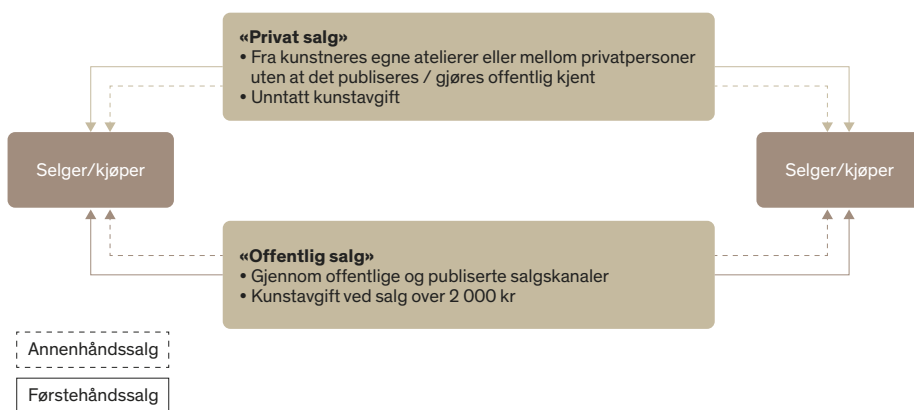 «Privat salg»
• Fra kunstneres egne atelierer eller mellom privatpersoner
uten at det publiseres / gjøres offentlig kjent
• Unntatt kunstavgift
Selger/kjøper
Selger/kjøper
«Offentlig salg»
• Gjennom offentlige og publiserte salgskanaler
• Kunstavgift ved salg over 2 000 kr
Annenhåndssalg
Førstehåndssalg